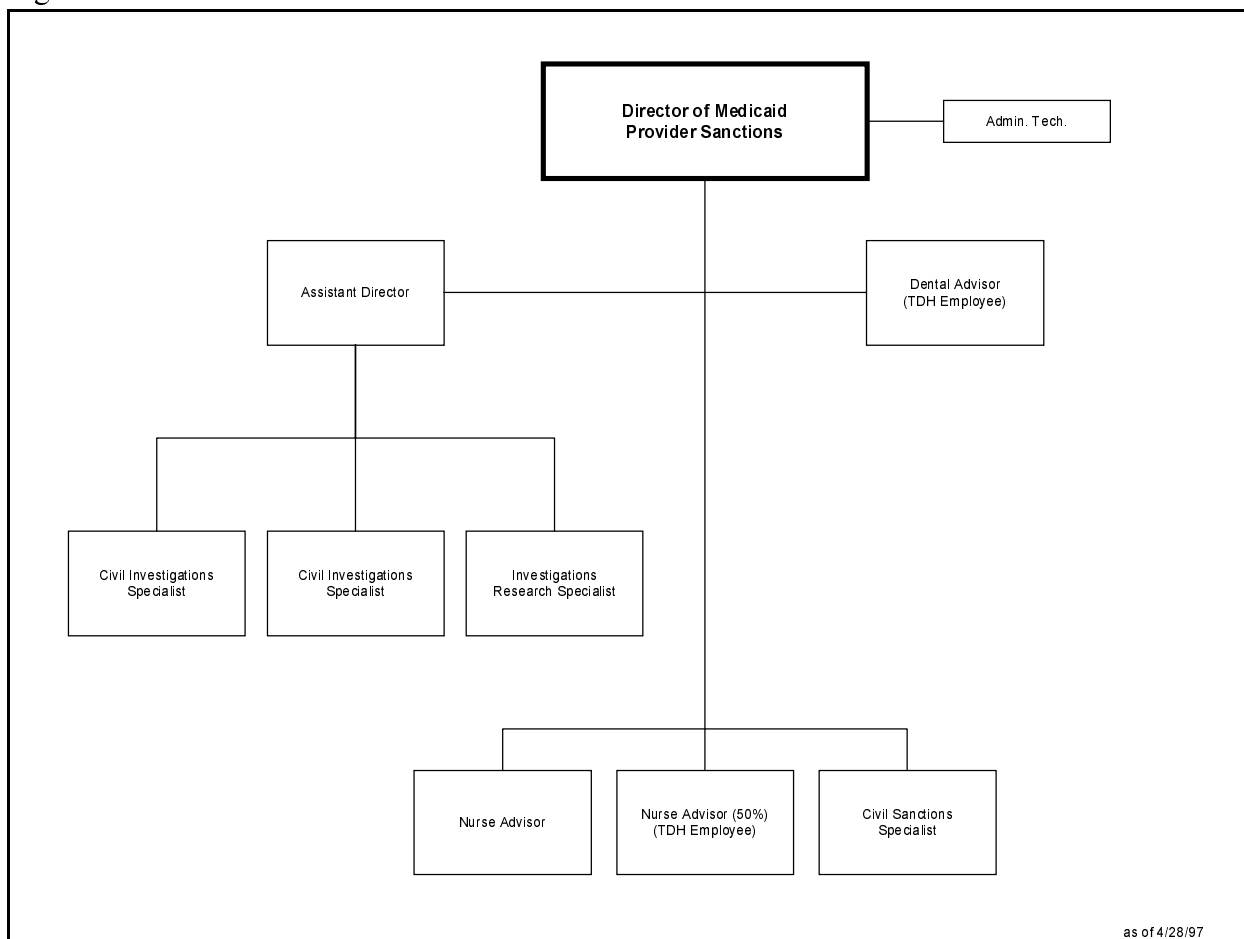 Director of Medicaid
Provider Sanctions
Admin. Tech.
Assistant Director
Dental Advisor
(TDH Employee)
Civil Investigations
Specialist
Civil Investigations
Specialist
Investigations
Research Specialist
Nurse Advisor
Nurse Advisor (50%)
(TDH Employee)
Civil Sanctions
Specialist
as of 4/28/97